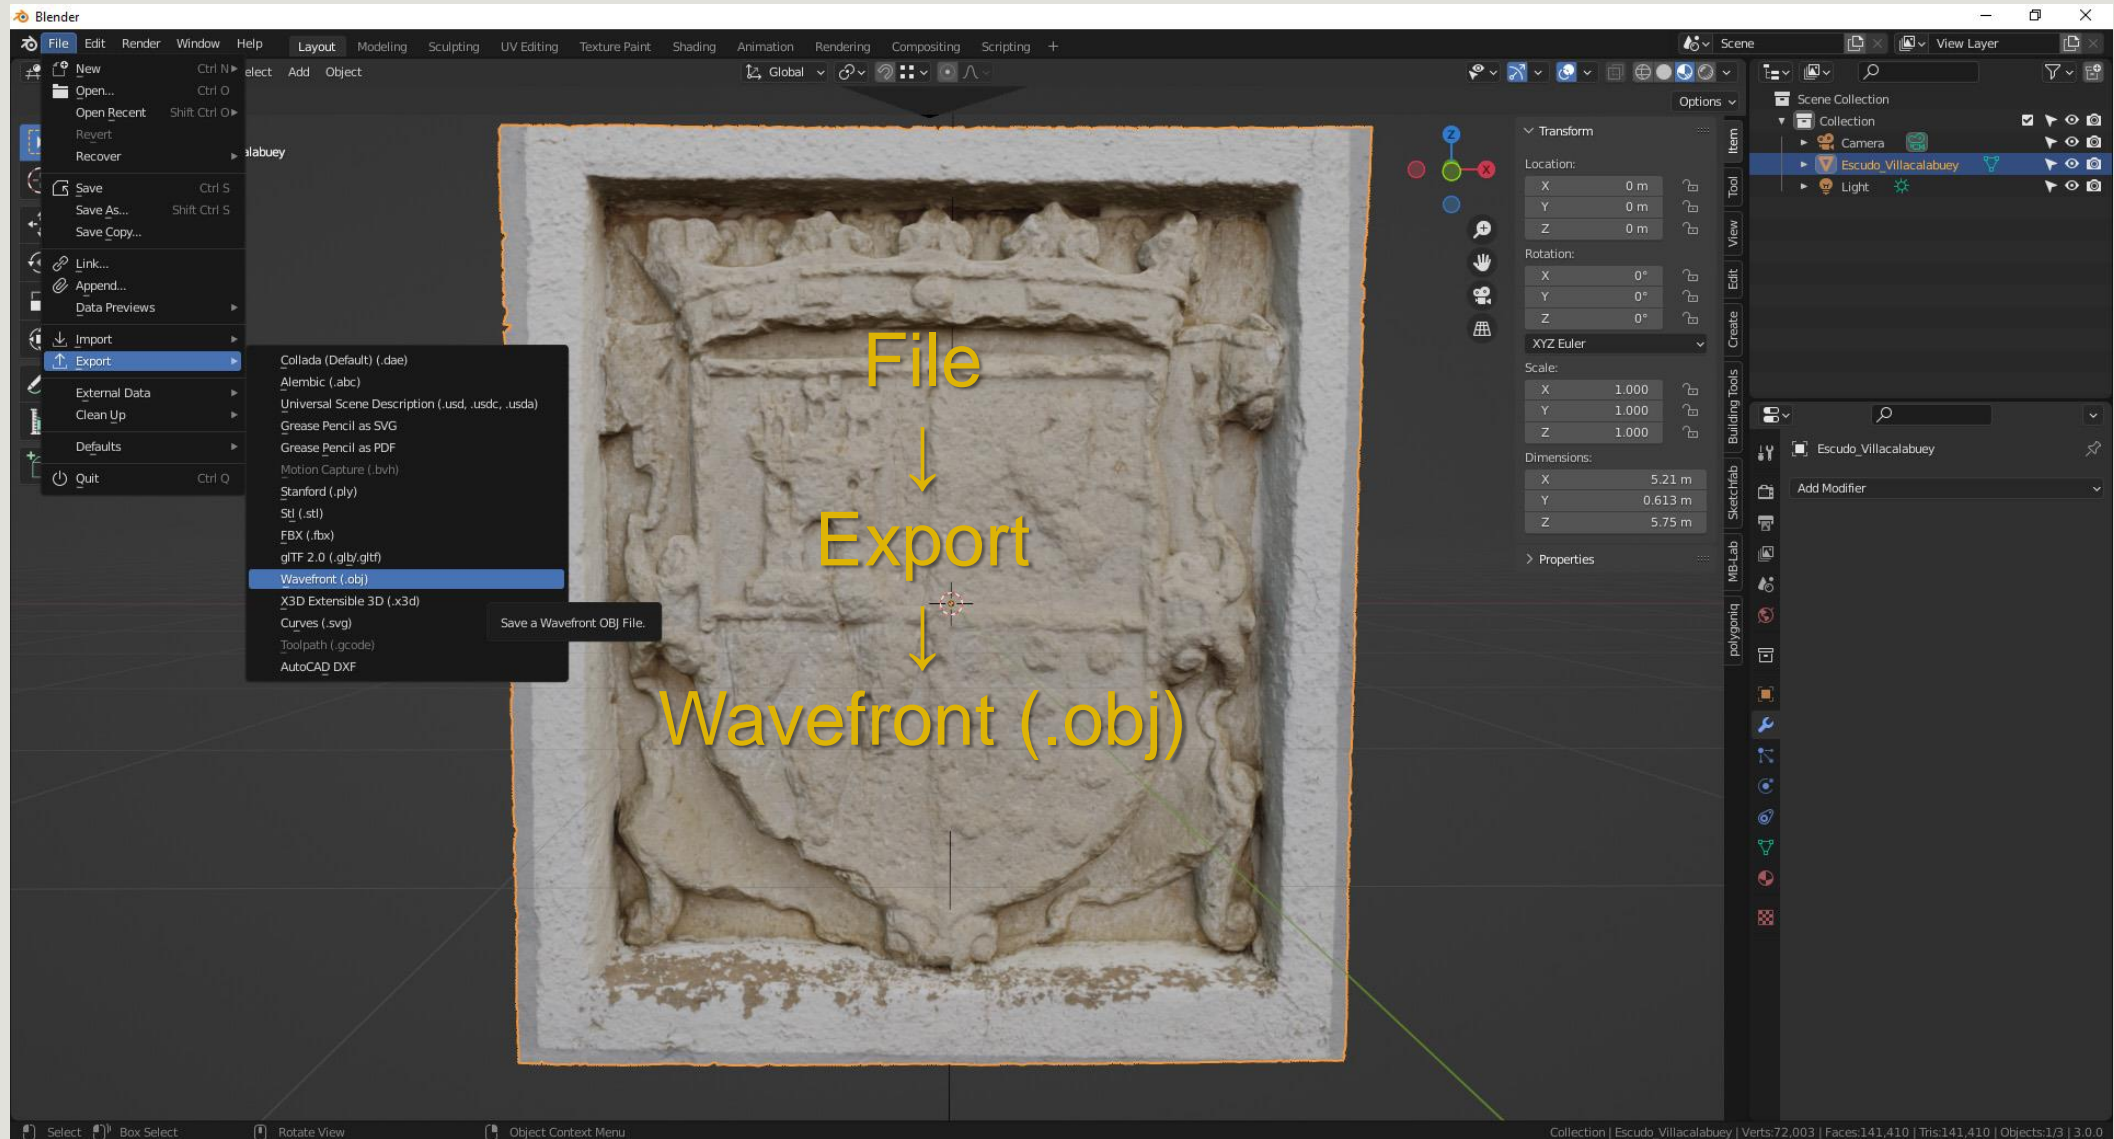 Blender
File Edit Render Window Help Layout Modeling Sculpting UV Editing Texture Paint Shading Animation Rendering Compositing Scripting + Scene View Layer
elect Add Object Global
Options
New Ctrl N
Open... Ctrl O
Open Recent Shift Ctrl O
Revert
Recover
Save Ctrl S
Save As... Shift Ctrl S
Save Copy...
Link...
Append...
Data Previews
Import
Export
External Data
Clean Up
Defaults
Quit Ctrl Q
alabuey
Collada (Default) (.dae)
Alembic (.abc)
Universal Scene Description (.usd, .usdc, .usda)
Grease Pencil as SVG
Grease Pencil as PDF
Motion Capture (.bvh)
Stanford (.ply)
Stl (.stl)
FBX (.fbx)
glTF 2.0 (.glb/.gltf)
Wavefront (.obj)
X3D Extensible 3D (.x3d)
Curves (.svg)
Toolpath (.gcode)
AutoCAD DXF
Save a Wavefront OBJ File.
File
↓
Export
↓
Wavefront (.obj)
Z
X
Transform
Location:
X 0 m
Y 0 m
Z 0 m
Rotation:
X 0°
Y 0°
Z 0°
XYZ Euler
Scale:
X 1.000
Y 1.000
Z 1.000
Dimensions:
X 5.21 m
Y 0.613 m
Z 5.75 m
Properties
Item
Tool
View
Edit
Create
Building Tools
Sketchfab
MB-Lab
polygoniq
Scene Collection
Collection
Camera
Escudo_Villacalabuey
Light
Escudo_Villacalabuey
Add Modifier
Select Box Select Rotate View Object Context Menu Collection | Escudo_Villacalabuey | Verts:72,003 | Faces:141,410 | Tris:141,410 | Objects:1/3 | 3.0.0